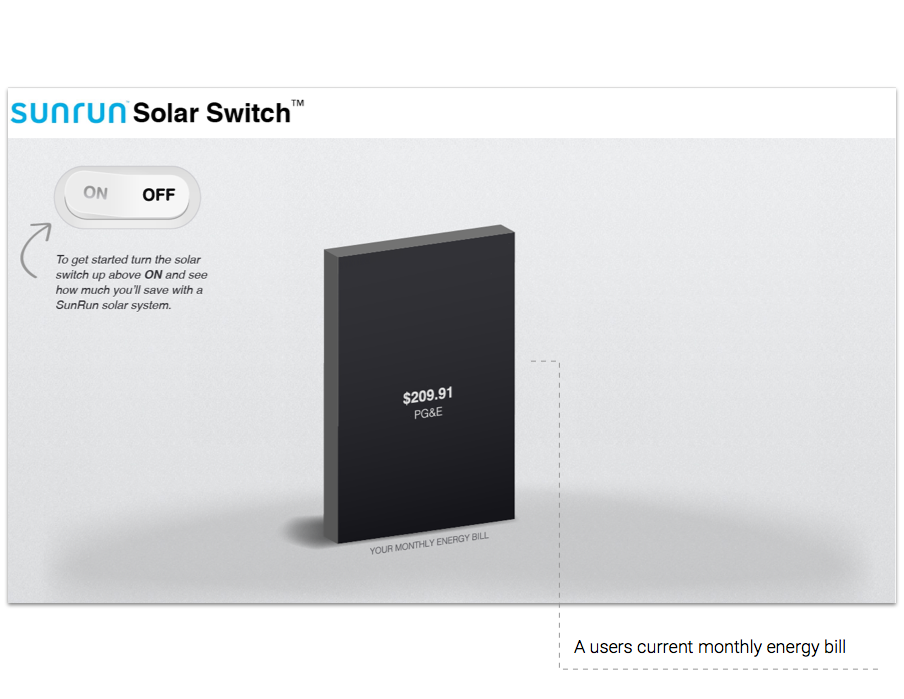 sunrun Solar Switch™
ON OFF
To get started turn the solar
switch up above ON and see
how much you'll save with a
SunRun solar system.
$209.91
PG&E
YOUR MONTHLY ENERGY BILL
A users current monthly energy bill